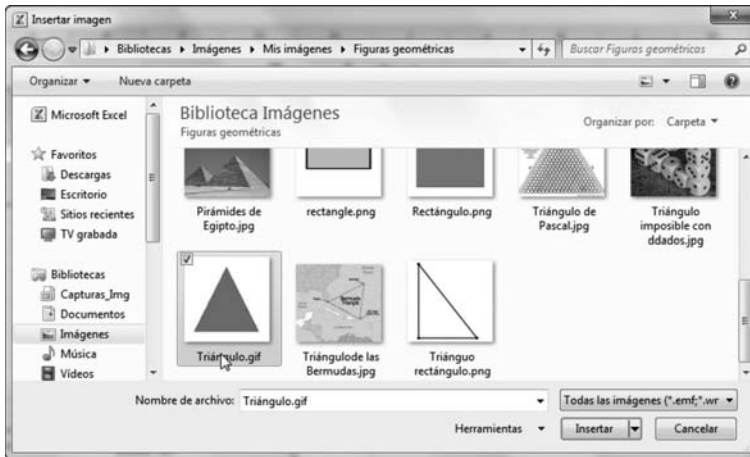 Insertar imagen
Bibliotecas ▸ Imágenes ▸ Mis imágenes ▸ Figuras geométricas
Buscar Figuras geométricas
Organizar
Nueva carpeta
Microsoft Excel
Favoritos
Descargas
Escritorio
Sitios recientes
TV grabada
Bibliotecas
Capturas_Img
Documentos
Imágenes
Música
Vídeos
Biblioteca Imágenes
Figuras geométricas
Organizar por: Carpeta
Pirámides de
Egipto.jpg
rectangle.png
Rectángulo.png
Triángulo de
Pascal.jpg
Triángulo
imposible con
ddados.jpg
Triángulo.gif
Triángulode las
Bermudas.jpg
Triánguo
rectángulo.png
Nombre de archivo: Triángulo.gif
Todas las imágenes (*.emf;*.wr
Herramientas
Insertar
Cancelar